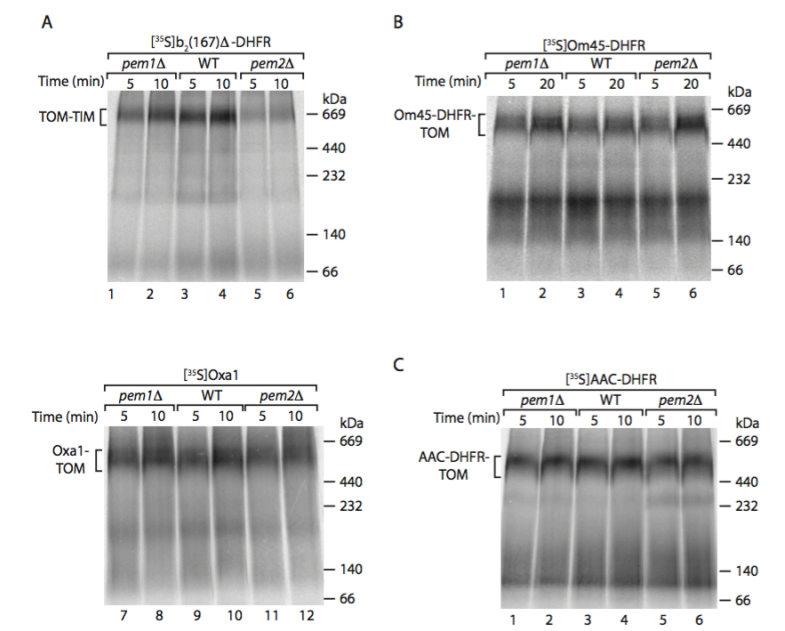 A
[³⁵S]b₂(167)Δ-DHFR
pem1Δ WT pem2Δ
Time (min) 5 10 5 10 5 10
kDa
TOM-TIM
669
440
232
140
66
1 2 3 4 5 6
B
[³⁵S]Om45-DHFR
pem1Δ WT pem2Δ
Time (min) 5 20 5 20 5 20
kDa
Om45-DHFR-
TOM
669
440
232
140
66
1 2 3 4 5 6
[³⁵S]Oxa1
pem1Δ WT pem2Δ
Time (min) 5 10 5 10 5 10
kDa
Oxa1-
TOM
669
440
232
140
66
7 8 9 10 11 12
C
[³⁵S]AAC-DHFR
pem1Δ WT pem2Δ
Time (min) 5 10 5 10 5 10
kDa
AAC-DHFR-
TOM
669
440
232
140
66
1 2 3 4 5 6